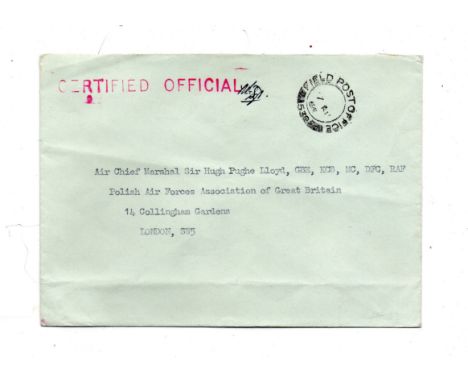 CERTIFIED OFFICIAL
FIELD POST OFFICE
Air Chief Marshal Sir Hugh Pughe Lloyd, GBE, KCB, MC, DFC, RAF
Polish Air Forces Association of Great Britain
14 Collingham Gardens
LONDON, SW5